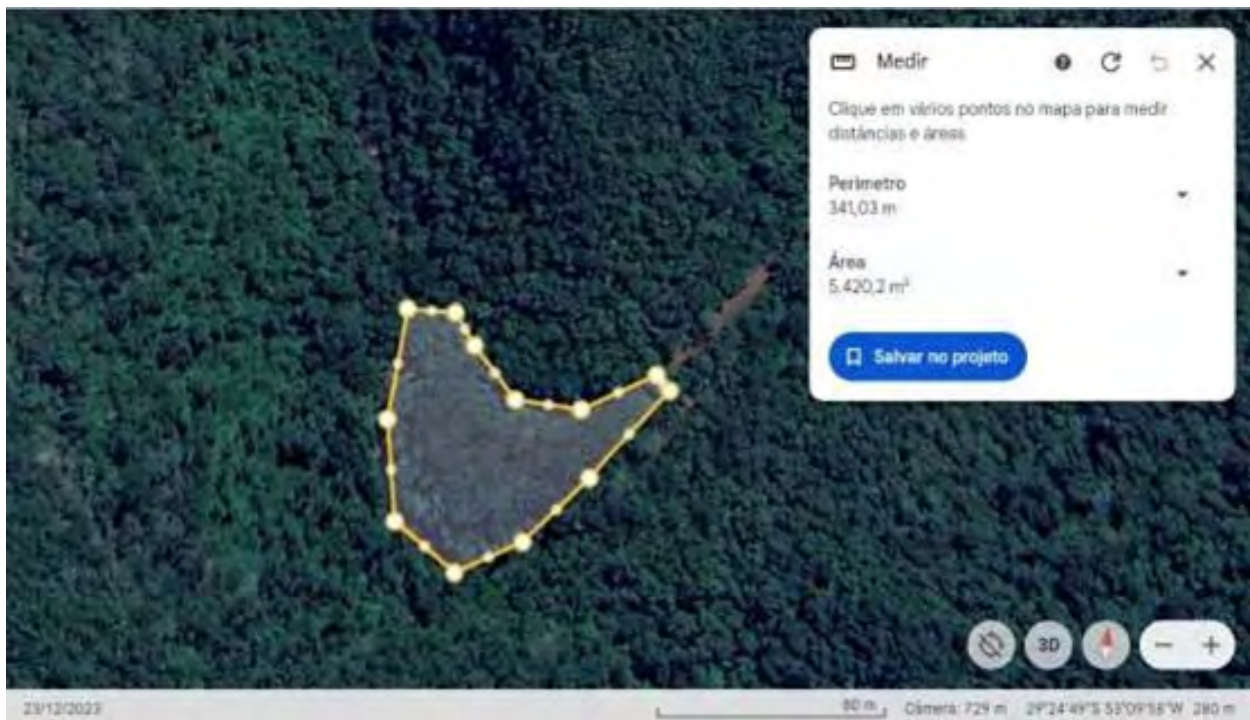 Medir
Clique em vários pontos no mapa para medir
distâncias e áreas
Perímetro
341,03 m
Área
5.420,2 m²
Salvar no projeto
3D
23/12/2023
80 m
Câmera: 729 m 29°24'49"S 53°09'58"W 280 m